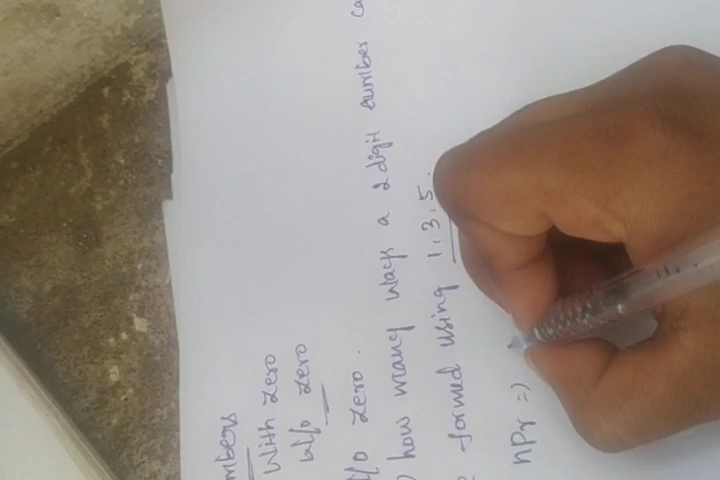 mbers
With zero
W/o zero
/o zero.
) how many ways a 2 digit number ca
formed using 1, 3, 5.
nPr =)